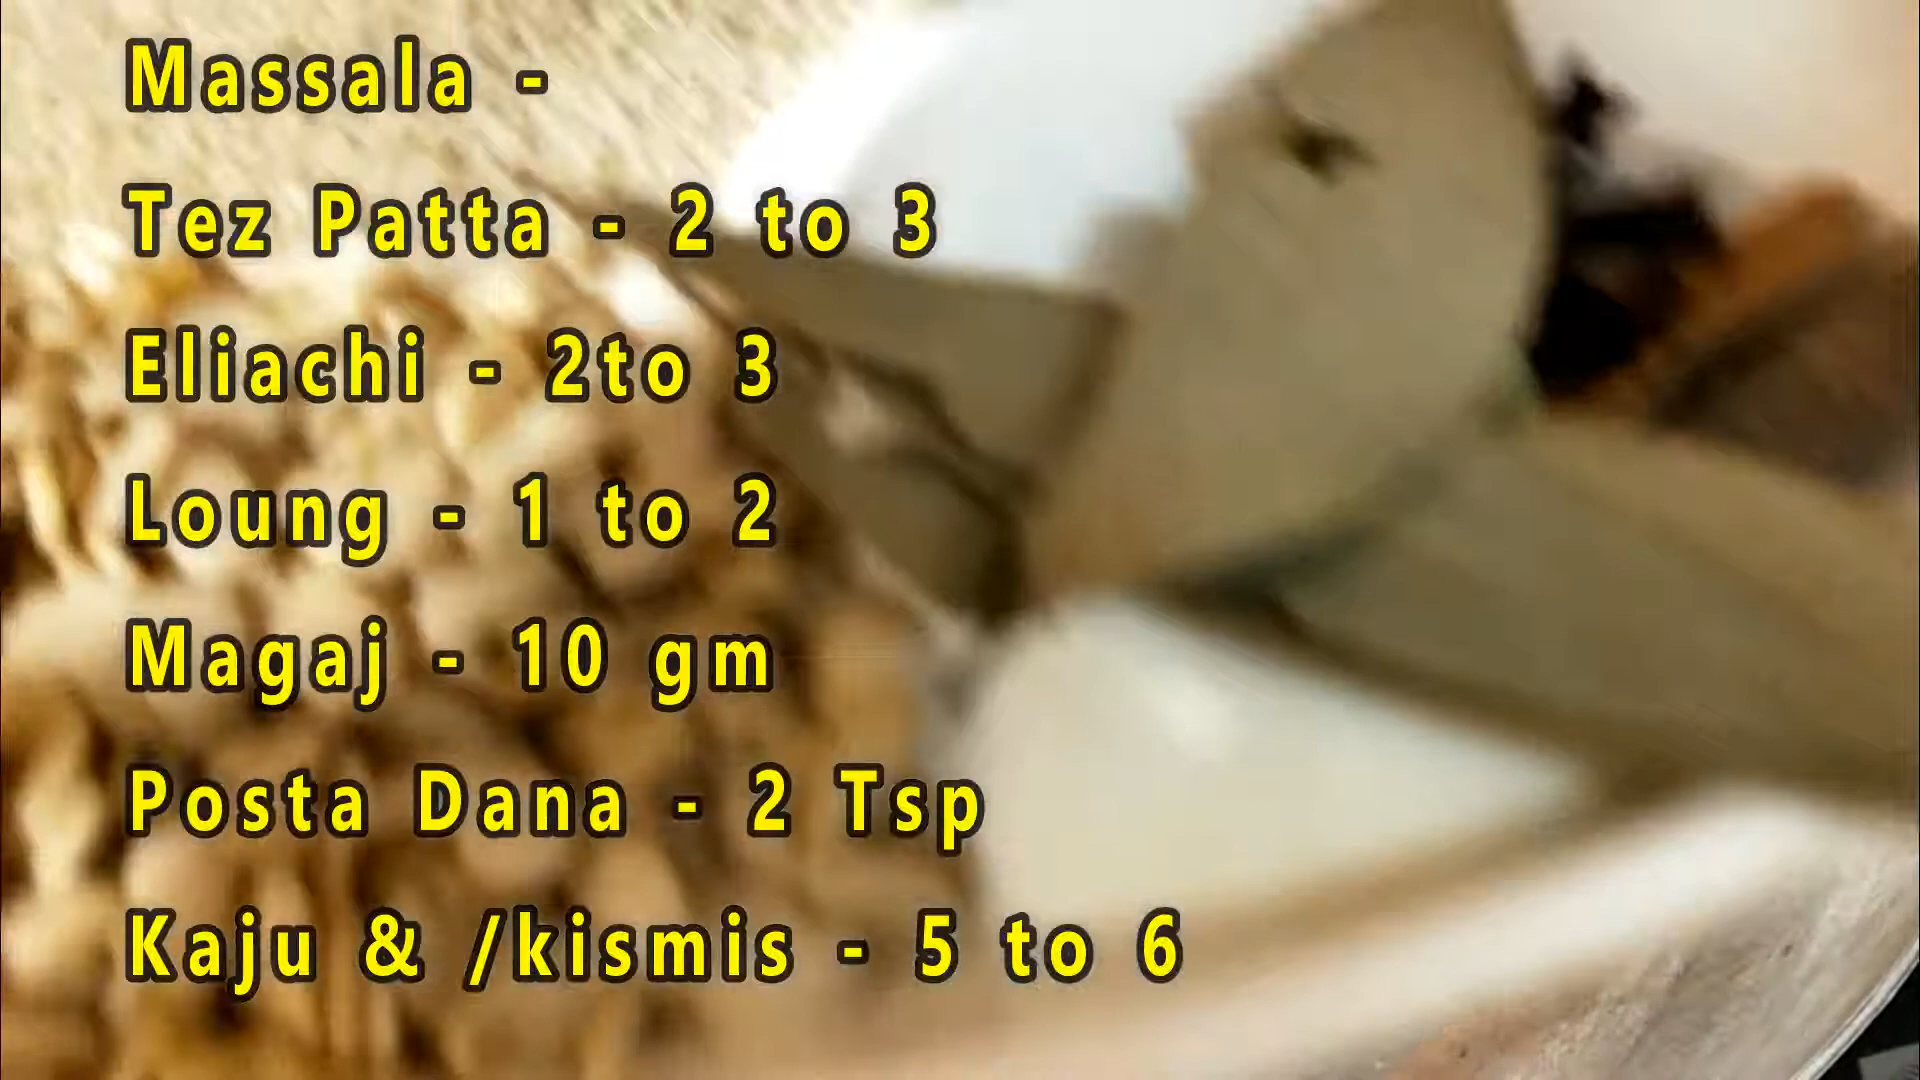 Massala -
Tez Patta - 2 to 3
Eliachi - 2to 3
Loung - 1 to 2
Magaj - 10 gm
Posta Dana - 2 Tsp
Kaju & /kismis - 5 to 6